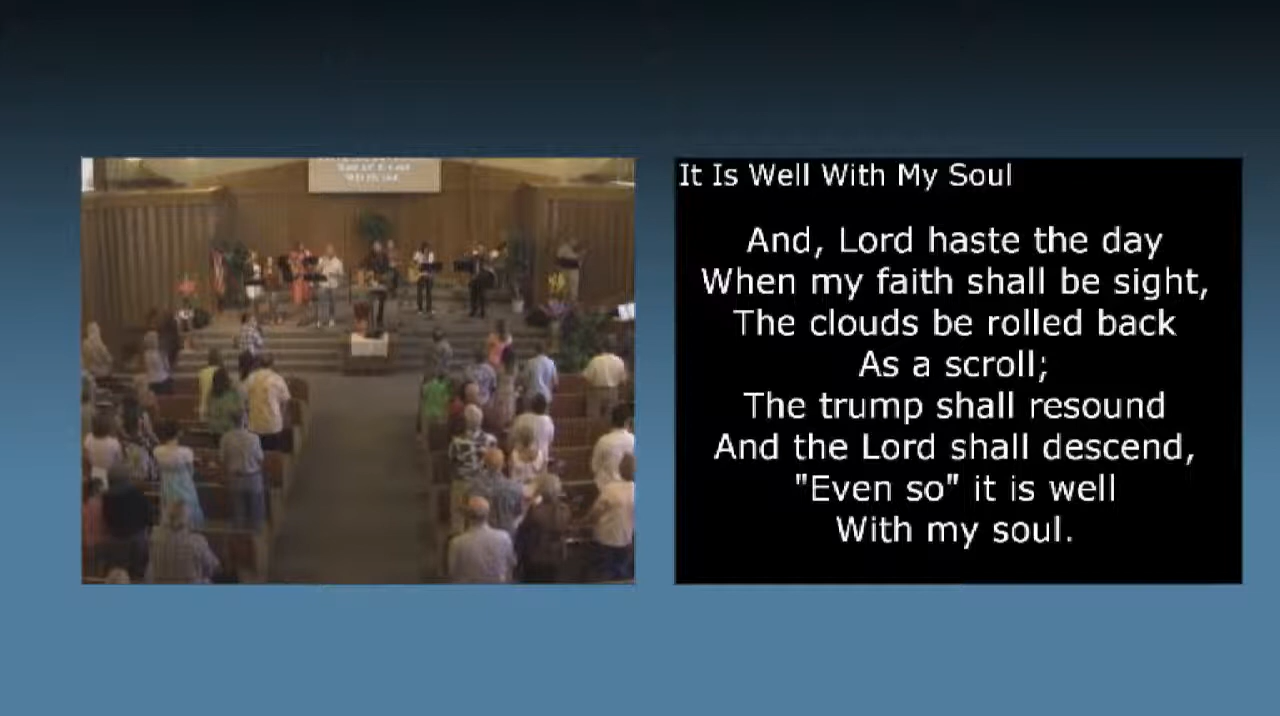 It Is Well With My Soul
And, Lord haste the day
When my faith shall be sight,
The clouds be rolled back
As a scroll;
The trump shall resound
And the Lord shall descend,
"Even so" it is well
With my soul.